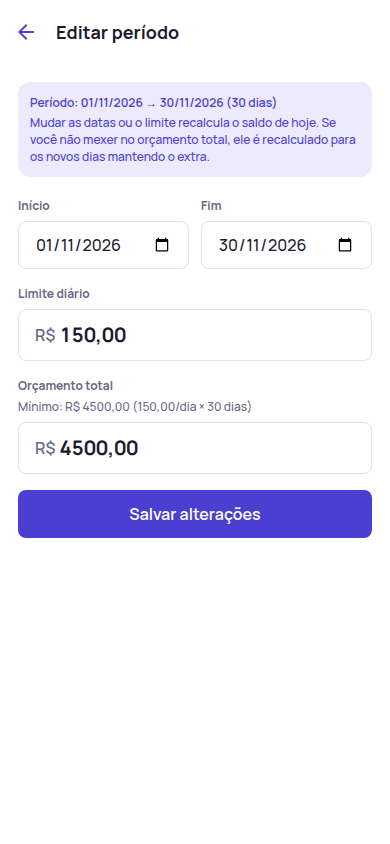 Editar período
Período: 01/11/2026 → 30/11/2026 (30 dias)
Mudar as datas ou o limite recalcula o saldo de hoje. Se
você não mexer no orçamento total, ele é recalculado para
os novos dias mantendo o extra.
Início
Fim
01/11/2026
30/11/2026
Limite diário
R$ 150,00
Orçamento total
Mínimo: R$ 4500,00 (150,00/dia × 30 dias)
R$ 4500,00
Salvar alterações